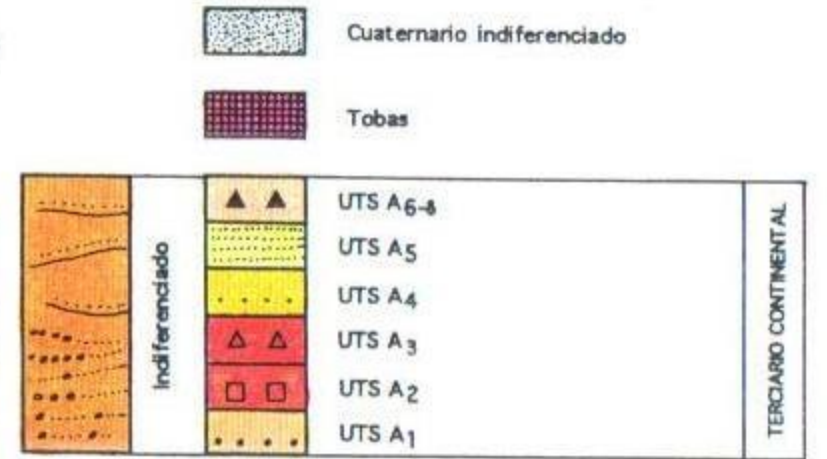 Cuaternario indiferenciado
Tobas
Indiferenciado
UTS A6-8
UTS A5
UTS A4
UTS A3
UTS A2
UTS A1
TERCIARIO CONTINENTAL